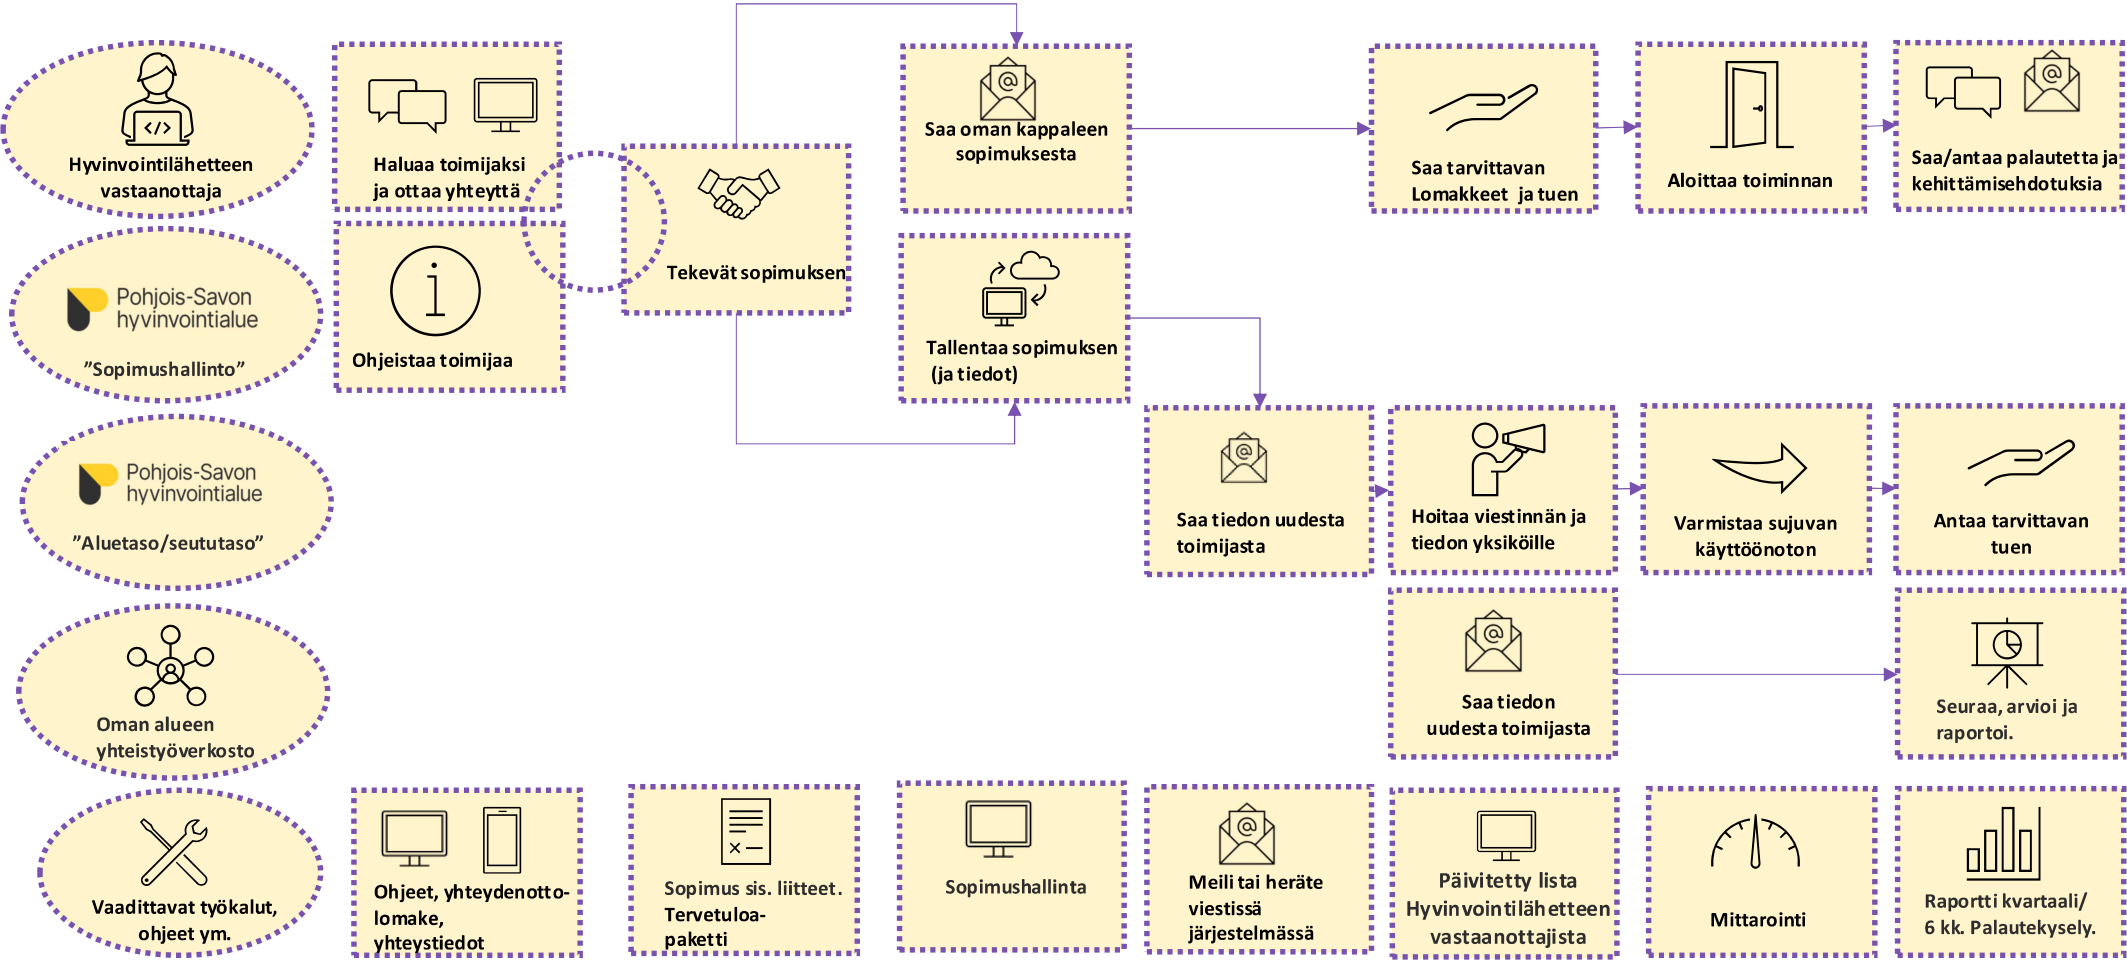 Hyvinvointilähetteen
vastaanottaja
Haluaa toimijaksi
ja ottaa yhteyttä
Tekevät sopimuksen
@
Saa oman kappaleen
sopimuksesta
Saa tarvittavan
Lomakkeet ja tuen
Aloittaa toiminnan
@
Saa/antaa palautetta ja
kehittämisehdotuksia
Pohjois-Savon
hyvinvointialue
”Sopimushallinto”
i
Ohjeistaa toimijaa
Tallentaa sopimuksen
(ja tiedot)
Pohjois-Savon
hyvinvointialue
”Aluetaso/seututaso”
@
Saa tiedon uudesta
toimijasta
Hoitaa viestinnän ja
tiedon yksiköille
Varmistaa sujuvan
käyttöönoton
Antaa tarvittavan
tuen
Oman alueen
yhteistyöverkosto
@
Saa tiedon
uudesta toimijasta
Seuraa, arvioi ja
raportoi.
Vaadittavat työkalut,
ohjeet ym.
Ohjeet, yhteydenotto-
lomake,
yhteystiedot
Sopimus sis. liitteet.
Tervetuloa-
paketti
Sopimushallinta
@
Meili tai heräte
viestissä
järjestelmässä
Päivitetty lista
Hyvinvointilähetteen
vastaanottajista
Mittarointi
Raportti kvartaali/
6 kk. Palautekysely.